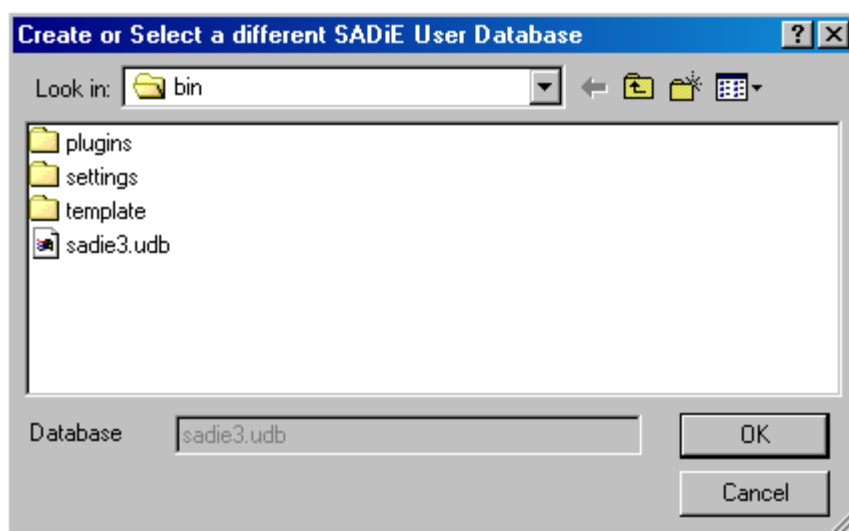 Create or Select a different SADiE User Database
Look in: bin
plugins
settings
template
sadie3.udb
Database sadie3.udb OK
Cancel